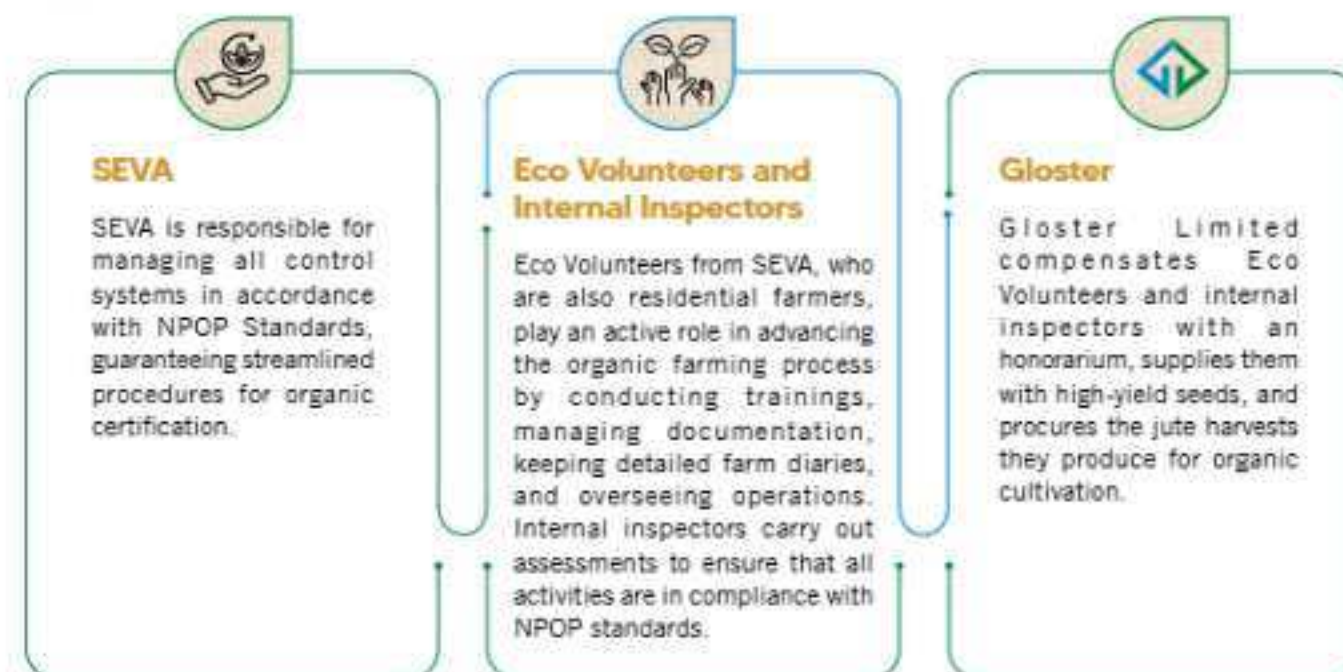 SEVA
SEVA is responsible for
managing all control
systems in accordance
with NPOP Standards,
guaranteeing streamlined
procedures for organic
certification.
Eco Volunteers and
Internal Inspectors
Eco Volunteers from SEVA, who
are also residential farmers,
play an active role in advancing
the organic farming process
by conducting trainings,
managing documentation,
keeping detailed farm diaries,
and overseeing operations.
Internal inspectors carry out
assessments to ensure that all
activities are in compliance with
NPOP standards.
Gloster
Gloster Limited
compensates Eco
Volunteers and internal
inspectors with an
honorarium, supplies them
with high-yield seeds, and
procures the jute harvests
they produce for organic
cultivation.